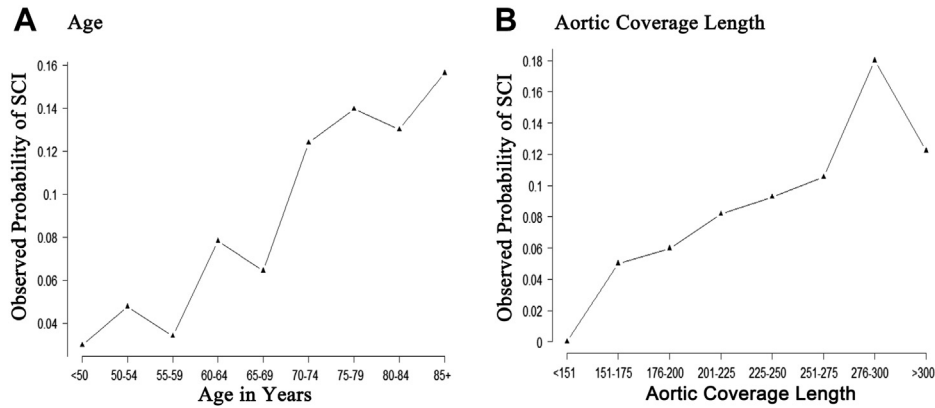 A Age
Observed Probability of SCI
0.16
0.14
0.12
0.1
0.08
0.06
0.04
<50 50-54 55-59 60-64 65-69 70-74 75-79 80-84 85+
Age in Years
B Aortic Coverage Length
Observed Probability of SCI
0.18
0.16
0.14
0.12
0.1
0.08
0.06
0.04
0.02
0
<151 151-175 176-200 201-225 225-250 251-275 276-300 >300
Aortic Coverage Length